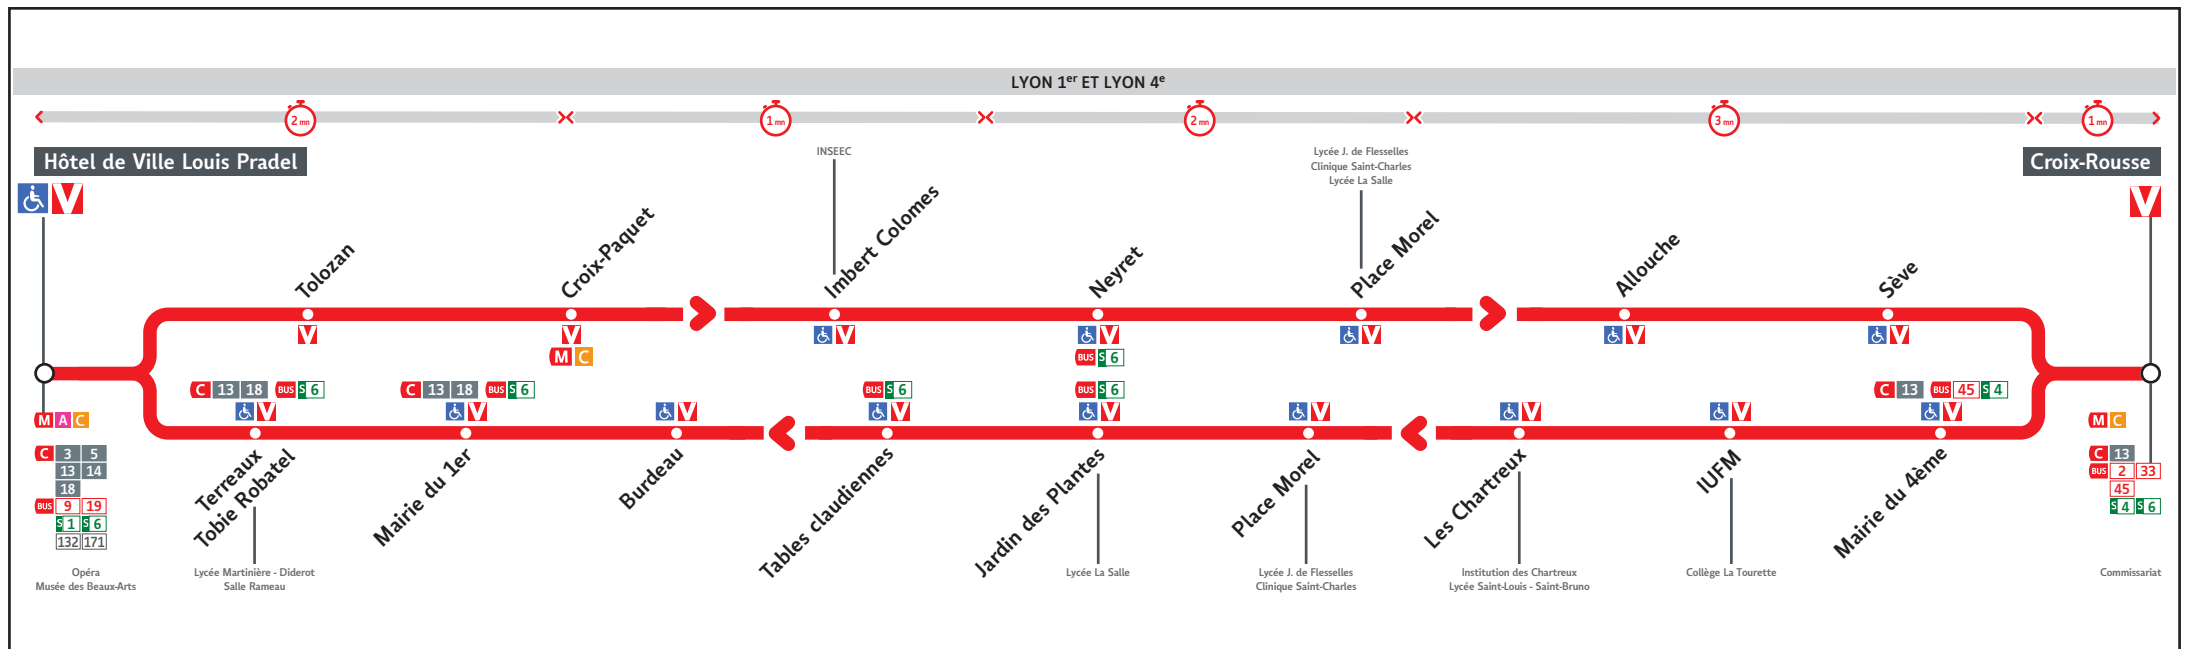 LYON 1er ET LYON 4e
2 mn
1 mn
2 mn
3 mn
1 mn
Hôtel de Ville Louis Pradel
Croix-Rousse
INSEEC
Lycée J. de Flesselles
Clinique Saint-Charles
Lycée La Salle
V
V
Tolozan
Croix-Paquet
Imbert Colomes
Neyret
Place Morel
Allouche
Sève
V
V
V
V
V
V
V
M C
BUS S 6
C 13 18 BUS S 6
C 13 18 BUS S 6
BUS S 6
BUS S 6
C 13 BUS 45 S 4
V
V
V
V
V
V
V
V
V
M A C
C 3 5
13 14
18
BUS 9 19
S 1 S 6
132 171
Opéra
Musée des Beaux-Arts
Terreaux
Tobie Robatel
Mairie du 1er
Burdeau
Tables claudiennes
Jardin des Plantes
Place Morel
Les Chartreux
IUFM
Mairie du 4ème
M C
C 13
BUS 2 33
45
S 4 S 6
Lycée Martinière - Diderot
Salle Rameau
Lycée La Salle
Lycée J. de Flesselles
Clinique Saint-Charles
Institution des Chartreux
Lycée Saint-Louis - Saint-Bruno
Collège La Tourette
Commissariat